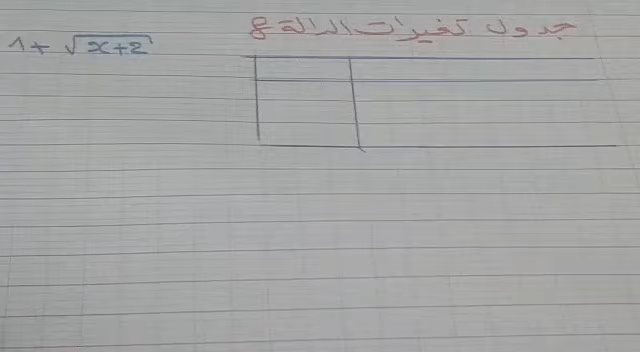 جدول تغيرات الدالة g
1 + √x+2